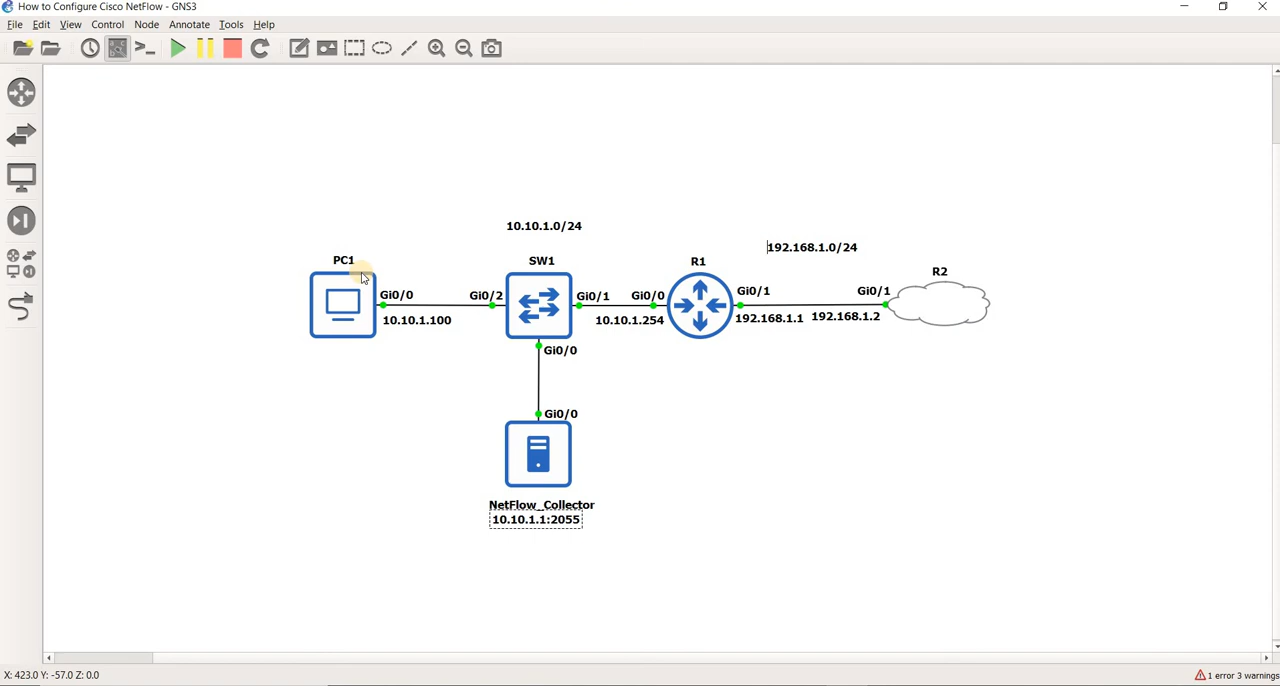 How to Configure Cisco NetFlow - GNS3
File Edit View Control Node Annotate Tools Help
10.10.1.0/24
192.168.1.0/24
PC1 SW1 R1 R2
Gi0/0 Gi0/2 Gi0/1 Gi0/0 Gi0/1 Gi0/1
10.10.1.100 10.10.1.254 192.168.1.1 192.168.1.2
Gi0/0
Gi0/0
NetFlow_Collector
10.10.1.1:2055
X: 423.0 Y: -57.0 Z: 0.0 1 error 3 warnings